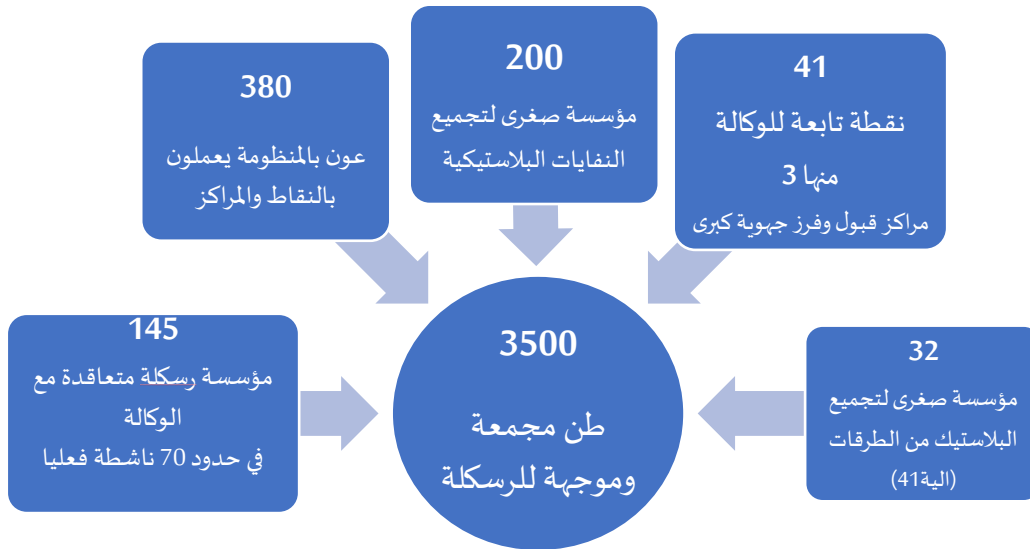 41
نقطة تابعة للوكالة
منها 3
مراكز قبول وفرز جهوية كبرى
200
مؤسسة صغرى لتجميع
النفايات البلاستيكية
380
عون بالمنظومة يعملون
بالنقاط والمراكز
32
مؤسسة صغرى لتجميع
البلاستيك من الطرقات
(الية41)
3500
طن مجمعة
وموجهة للرسكلة
145
مؤسسة رسكلة متعاقدة مع
الوكالة
في حدود 70 ناشطة فعليا